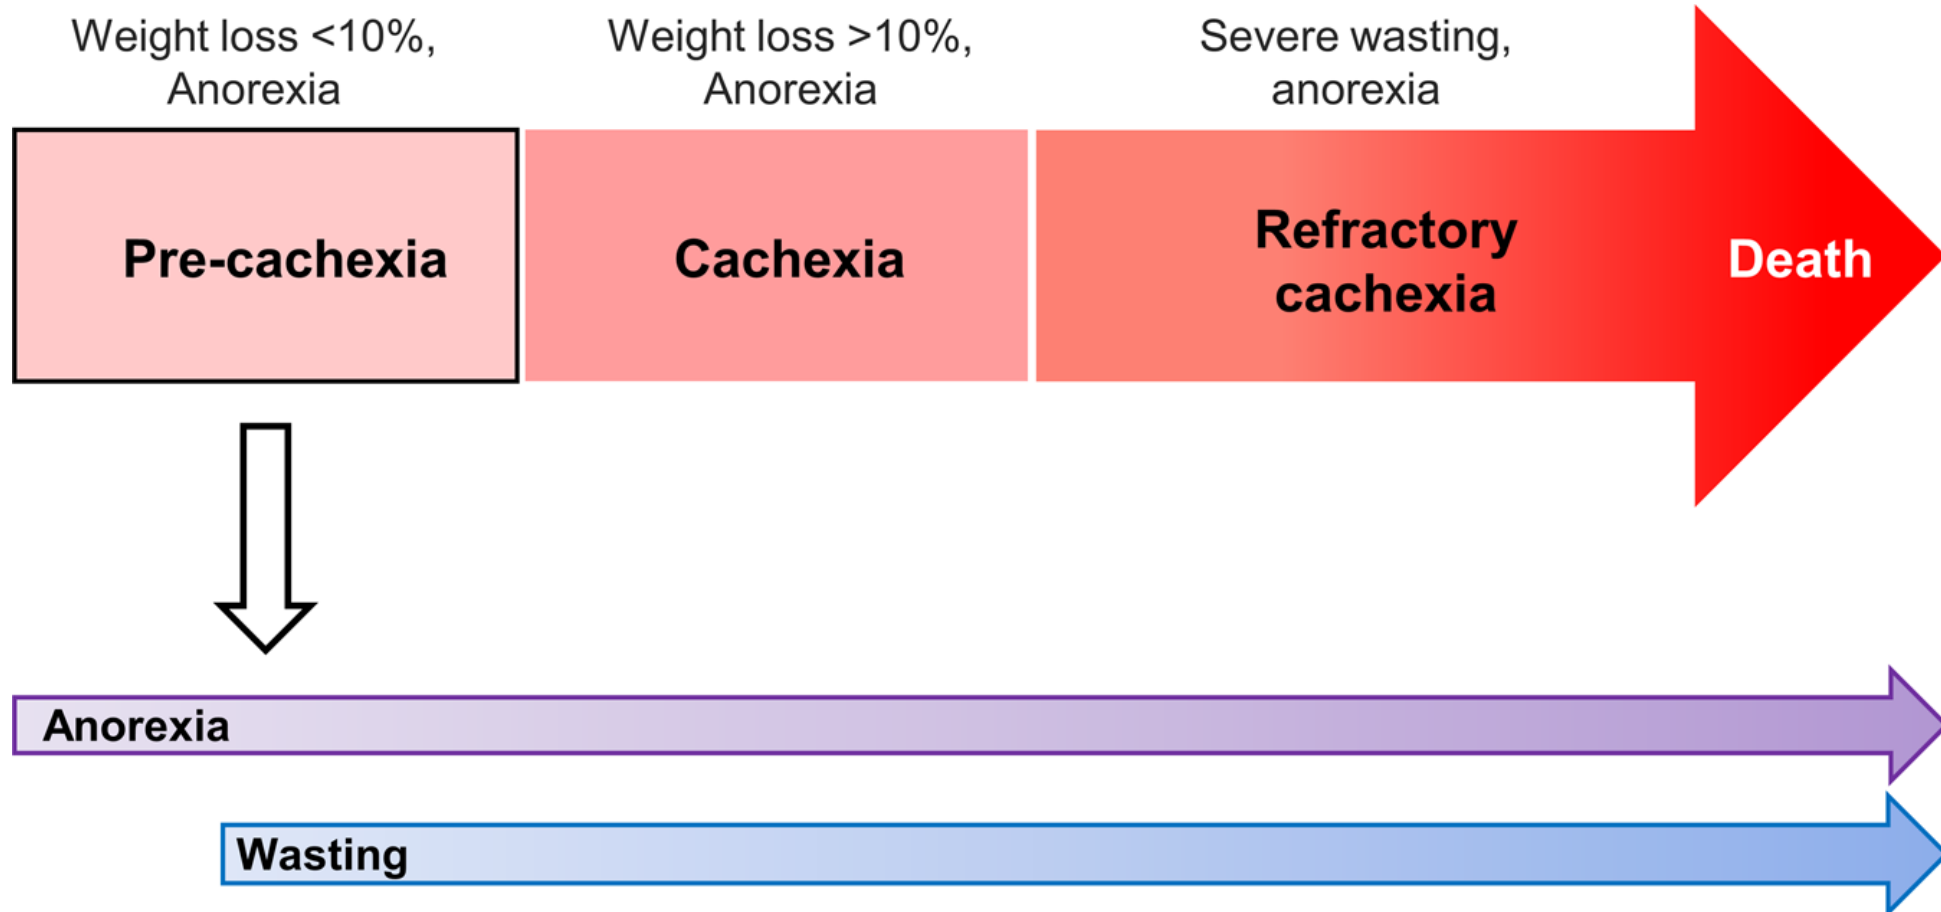 Weight loss <10%,
Anorexia
Weight loss >10%,
Anorexia
Severe wasting,
anorexia
Pre-cachexia
Cachexia
Refractory
cachexia
Death
Anorexia
Wasting